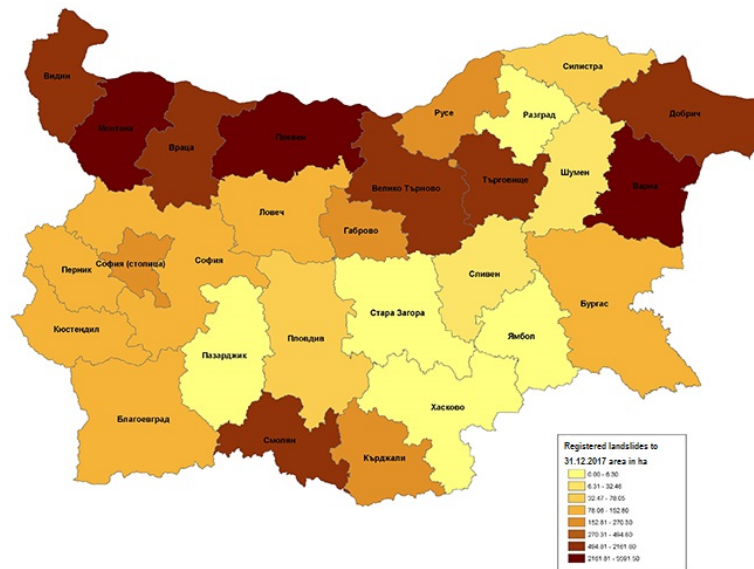 Видин
Монтана
Враца
Плевен
Русе
Силистра
Разград
Добрич
Шумен
Варна
Велико Търново
Търговище
Ловеч
Габрово
София (столица)
София
Перник
Кюстендил
Сливен
Бургас
Стара Загора
Ямбол
Пазарджик
Пловдив
Хасково
Благоевград
Смолян
Кърджали
Registered landslides to
31.12.2017 area in ha
0.00 - 6.30
6.31 - 32.46
32.47 - 78.05
78.06 - 152.80
152.81 - 270.30
270.31 - 494.80
494.81 - 2161.80
2161.81 - 5591.50